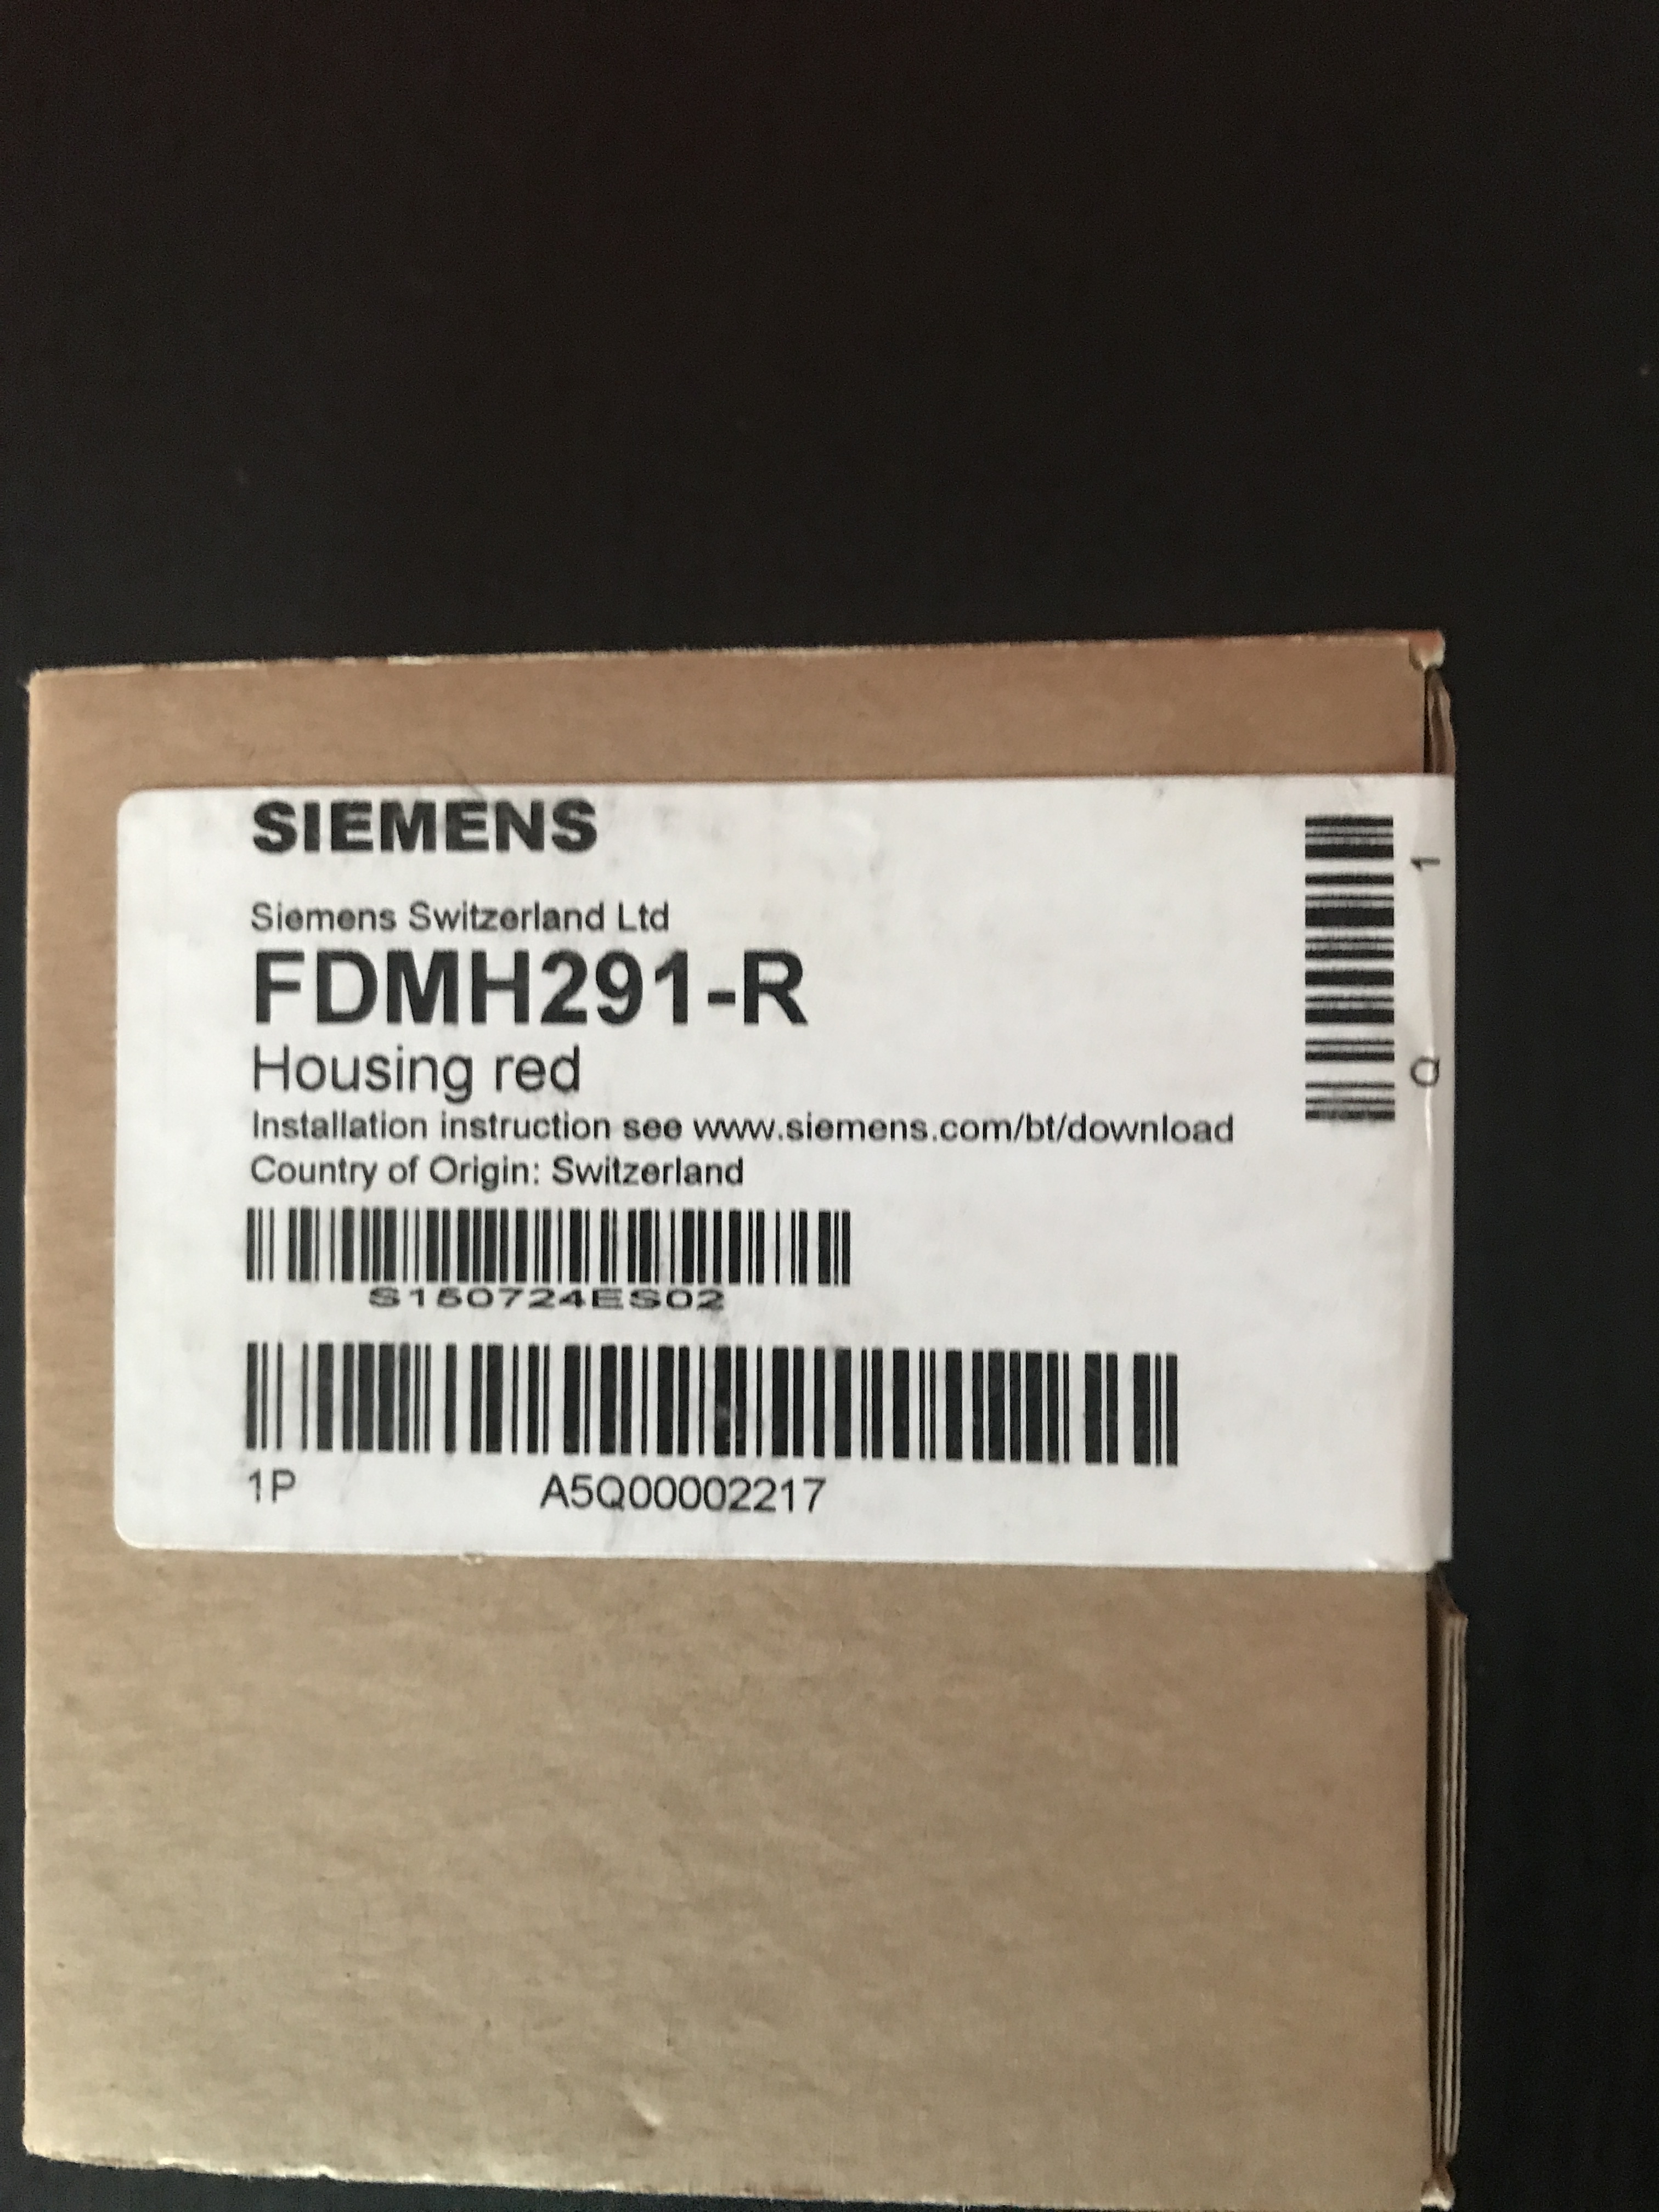 SIEMENS
Siemens Switzerland Ltd
FDMH291-R
Housing red
Installation instruction see www.siemens.com/bt/download
Country of Origin: Switzerland
S150724ES02
1P A5Q00002217
Q 1